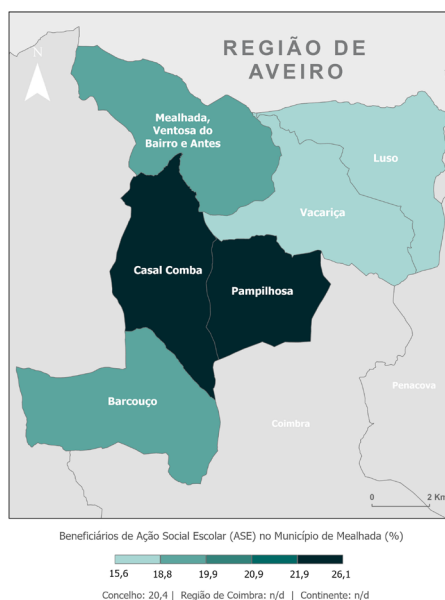 REGIÃO DE
AVEIRO
N
Mealhada,
Ventosa do
Bairro e Antes
Luso
Vacariça
Casal Comba
Pampilhosa
Penacova
Barcouço
Coimbra
0 2 Km
Beneficiários de Ação Social Escolar (ASE) no Município de Mealhada (%)
15,6 18,8 19,9 20,9 21,9 26,1
Concelho: 20,4 | Região de Coimbra: n/d | Continente: n/d